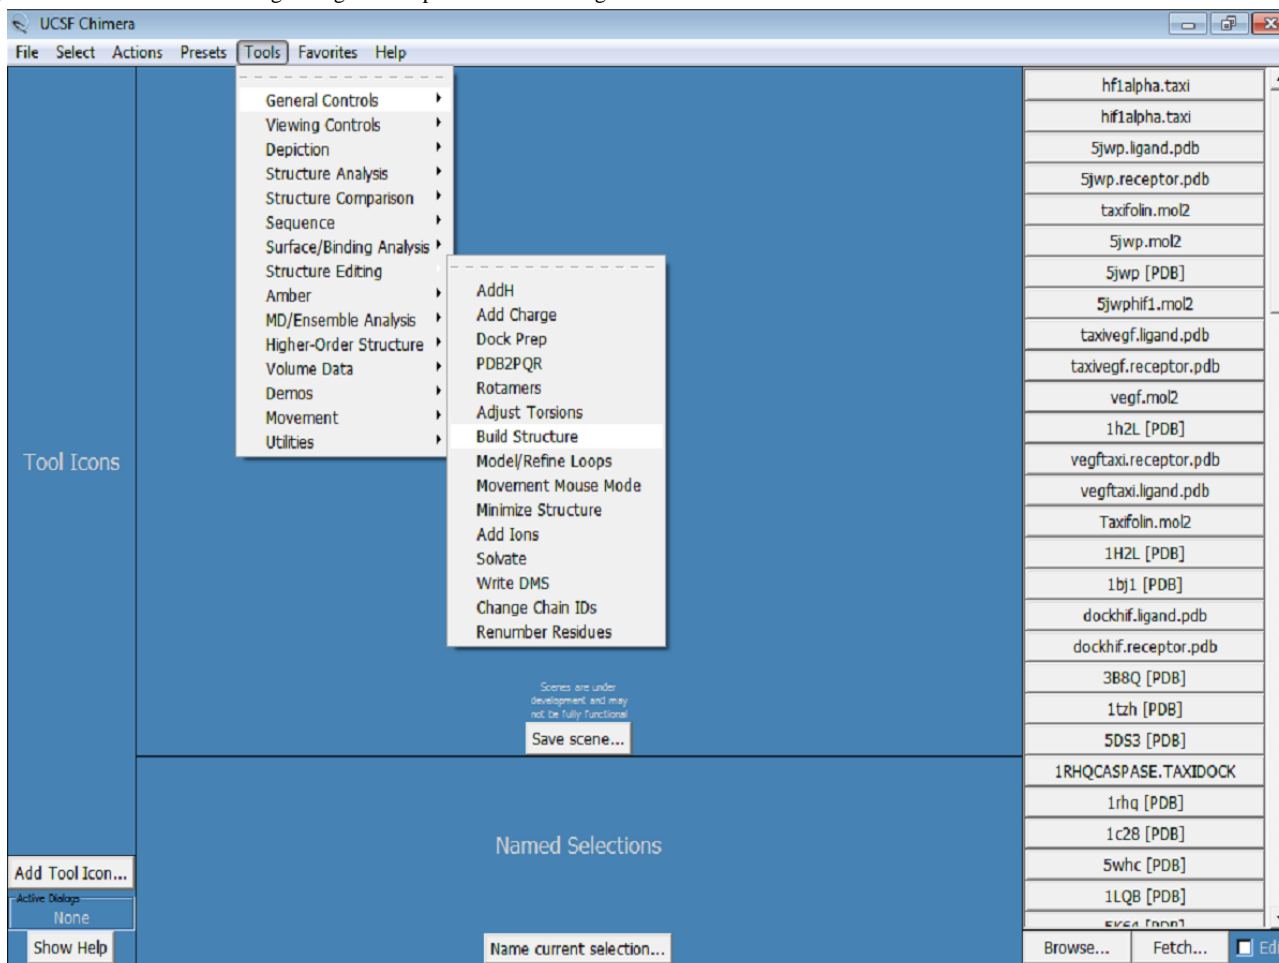 UCSF Chimera
File Select Actions Presets Tools Favorites Help
General Controls
Viewing Controls
Depiction
Structure Analysis
Structure Comparison
Sequence
Surface/Binding Analysis
Structure Editing
Amber
MD/Ensemble Analysis
Higher-Order Structure
Volume Data
Demos
Movement
Utilities
AddH
Add Charge
Dock Prep
PDB2PQR
Rotamers
Adjust Torsions
Build Structure
Model/Refine Loops
Movement Mouse Mode
Minimize Structure
Add Ions
Solvate
Write DMS
Change Chain IDs
Renumber Residues
Tool Icons
Scenes are under
development and may
not be fully functional
Save scene...
Named Selections
Name current selection...
Add Tool Icon...
Active Dialogs
None
Show Help
hf1alpha.taxi
hif1alpha.taxi
5jwp.ligand.pdb
5jwp.receptor.pdb
taxifolin.mol2
5jwp.mol2
5jwp [PDB]
5jwphif1.mol2
taxivegf.ligand.pdb
taxivegf.receptor.pdb
vegf.mol2
1h2L [PDB]
vegftaxi.receptor.pdb
vegftaxi.ligand.pdb
Taxifolin.mol2
1H2L [PDB]
1bj1 [PDB]
dockhif.ligand.pdb
dockhif.receptor.pdb
3B8Q [PDB]
1tzh [PDB]
5DS3 [PDB]
1RHQCASPASE.TAXIDOCK
1rhq [PDB]
1c28 [PDB]
5whc [PDB]
1LQB [PDB]
Browse... Fetch...